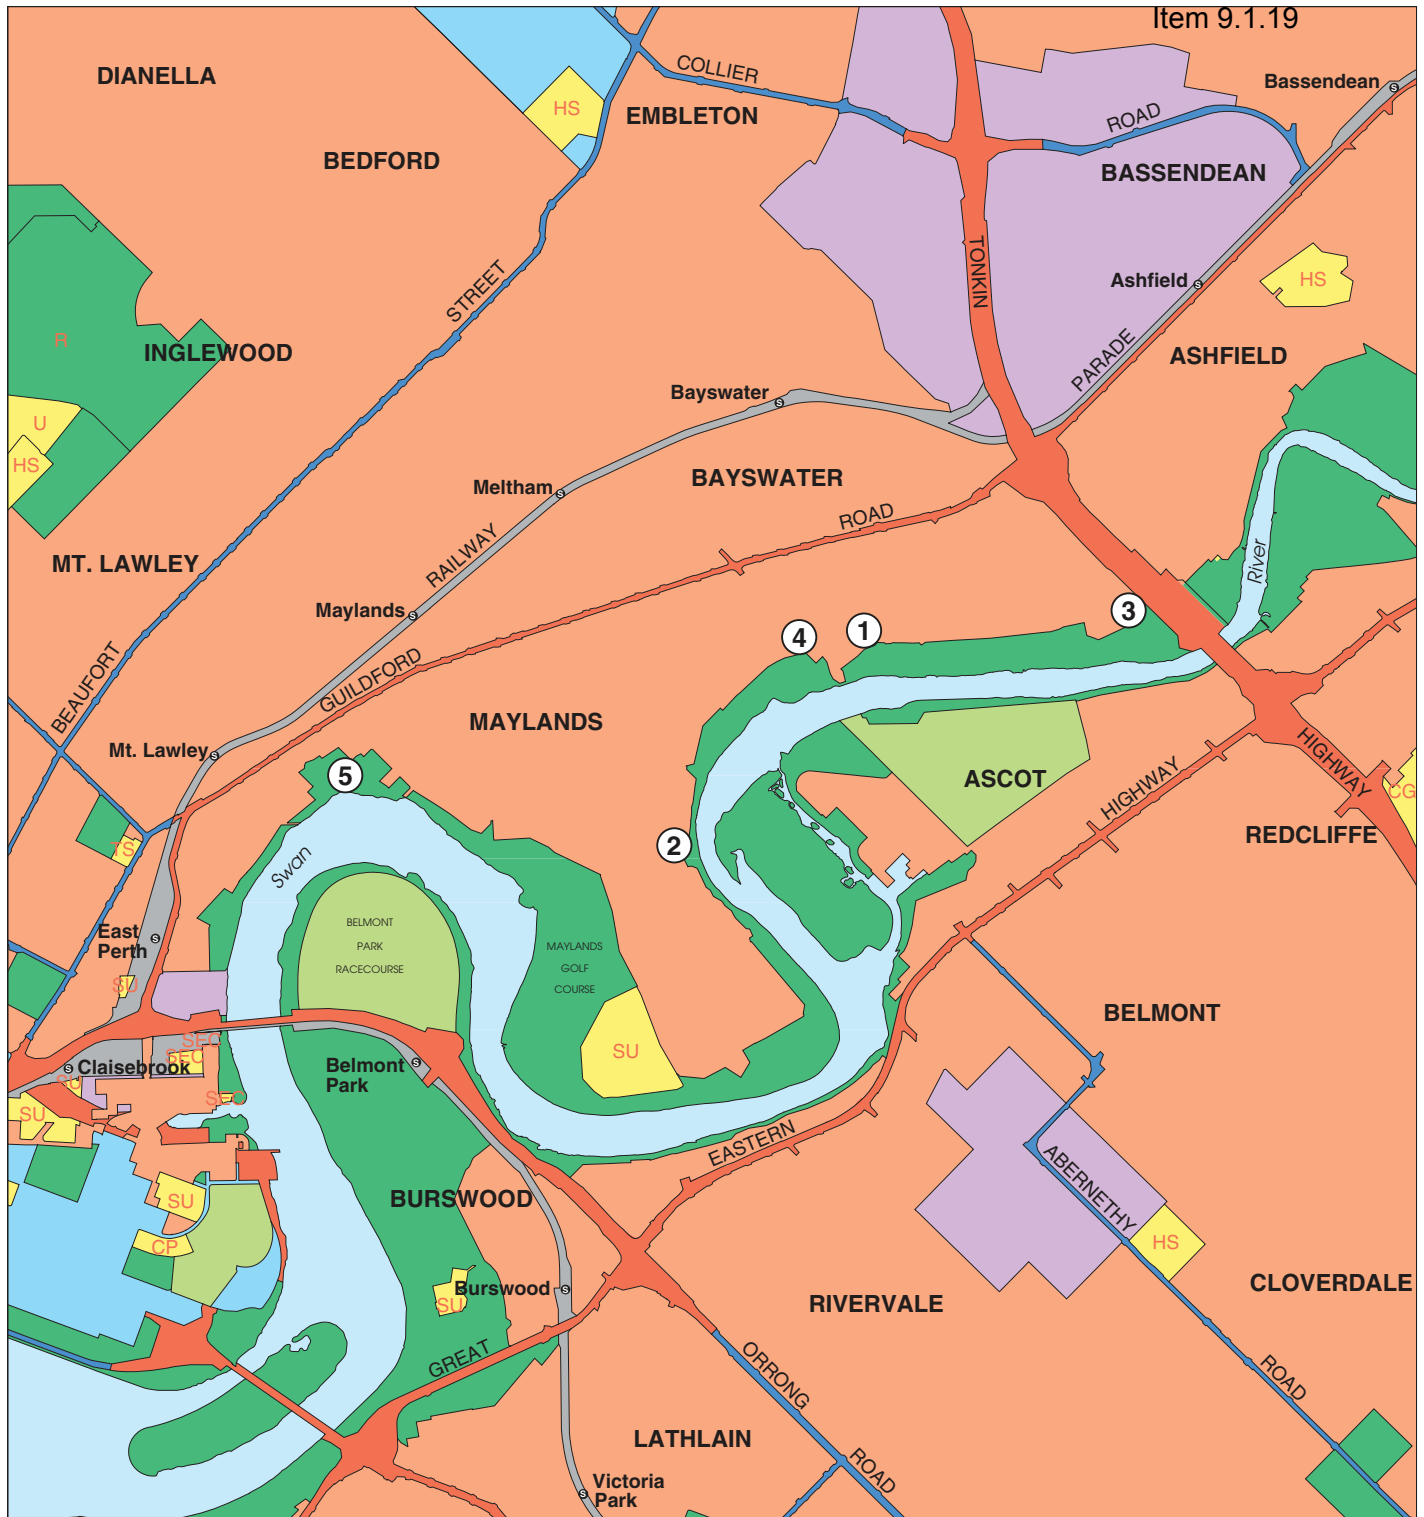 Item 9.1.19
DIANELLA
COLLIER
Bassendean
HS
EMBLETON
ROAD
BEDFORD
BASSENDEAN
TONKIN
STREET
Ashfield
HS
R
INGLEWOOD
PARADE
ASHFIELD
Bayswater
U
HS
Meltham
BAYSWATER
ROAD
MT. LAWLEY
RAILWAY
River
Maylands
4
1
3
BEAUFORT
GUILDFORD
MAYLANDS
Mt. Lawley
5
ASCOT
HIGHWAY
HIGHWAY
CG
REDCLIFFE
2
TS
Swan
BELMONT
PARK
RACECOURSE
MAYLANDS
GOLF
COURSE
East
Perth
SU
BELMONT
SEC
SEC
Claisebrook
SU
SEC
SU
Belmont
Park
SU
EASTERN
ABERNETHY
BURSWOOD
SU
CP
HS
Burswood
SU
CLOVERDALE
RIVERVALE
GREAT
ORRONG
ROAD
LATHLAIN
ROAD
Victoria
Park